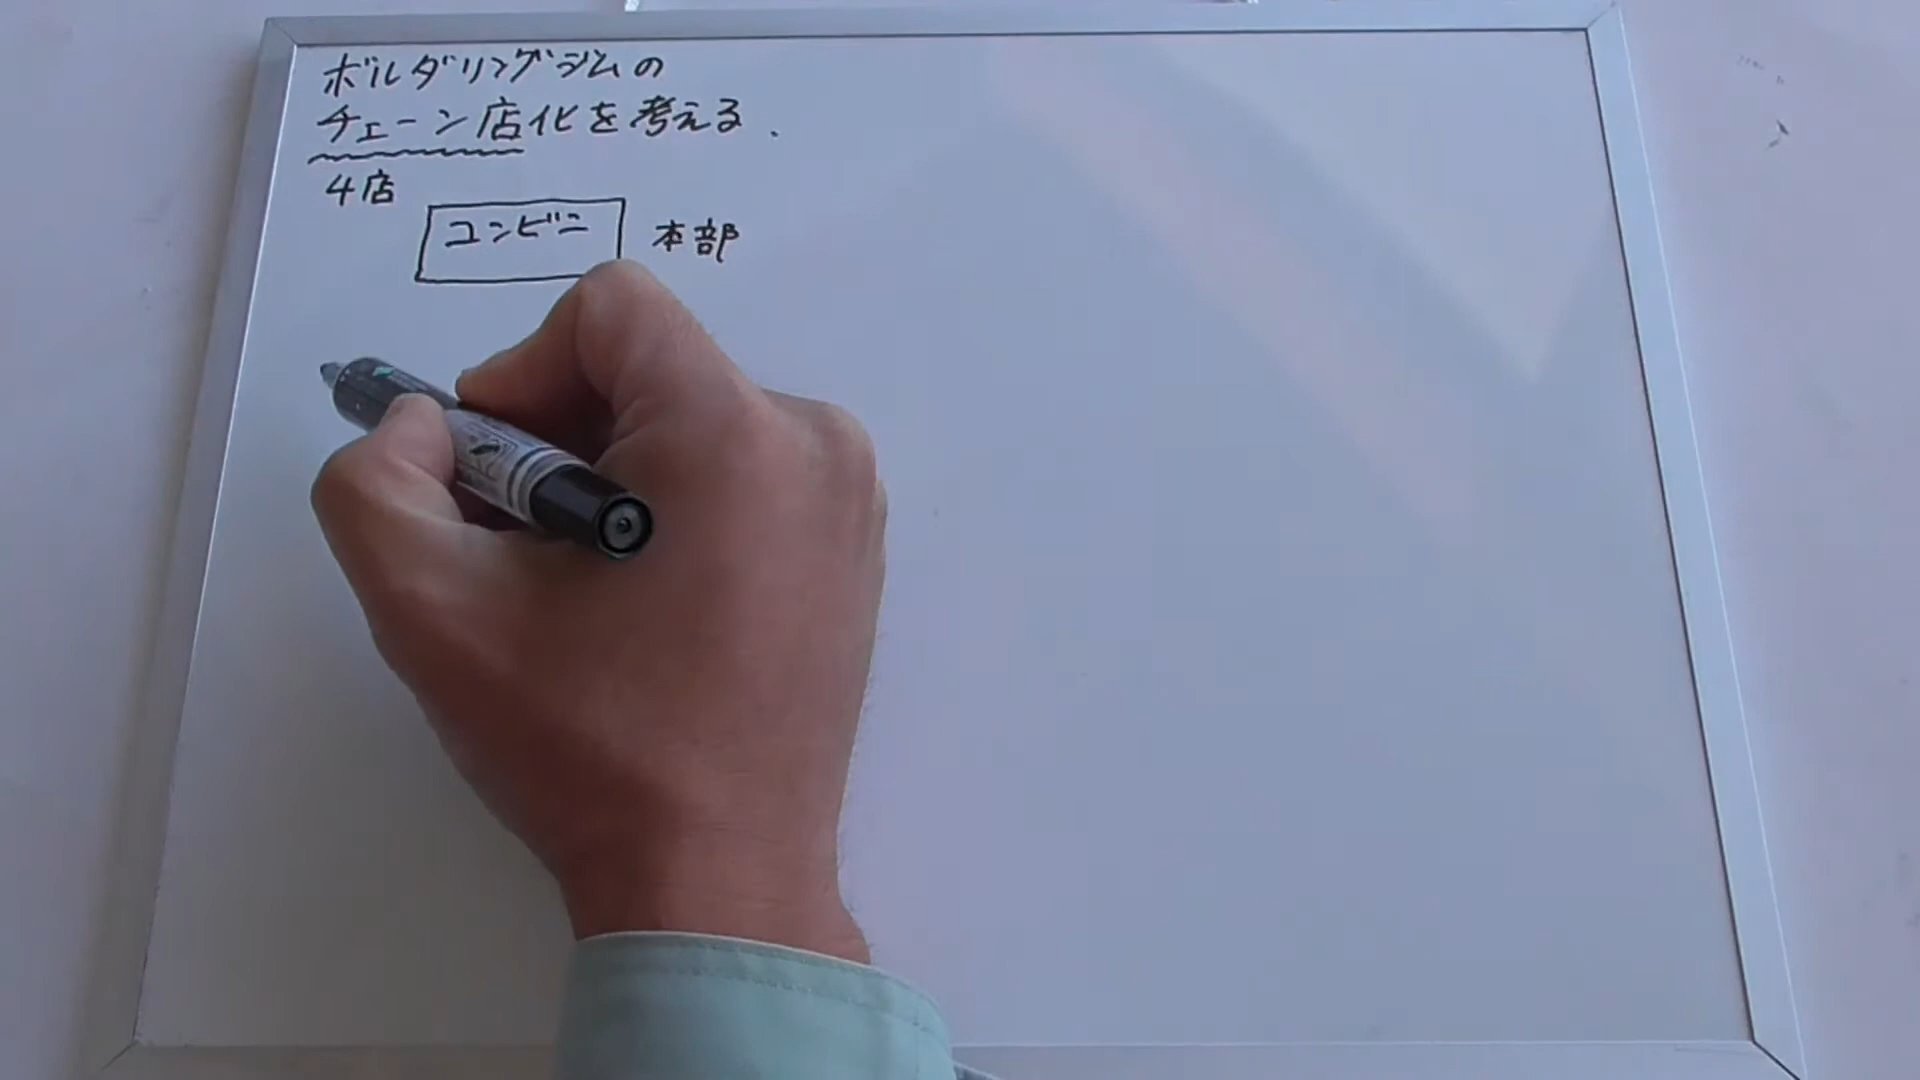 ボルダリングジムの
チェーン店化を考える.
4店
コンビニ 本部